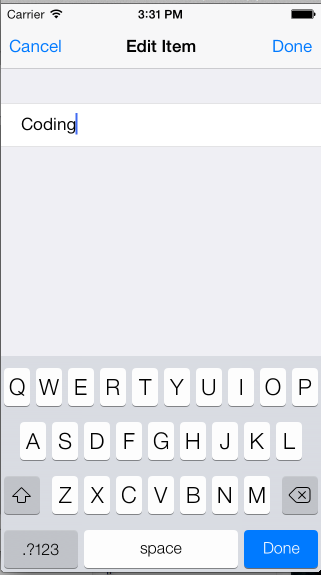 Carrier 3:31 PM
Cancel Edit Item Done
Coding
Q W E R T Y U I O P
A S D F G H J K L
Z X C V B N M
.?123 space Done